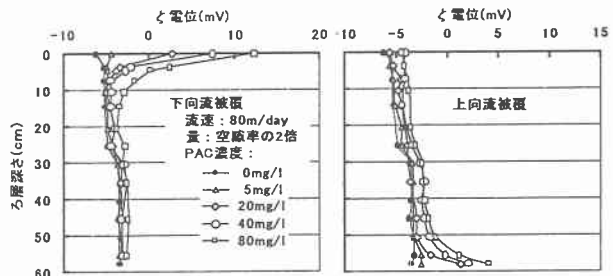 ζ電位(mV)
-10 0 10 20
ζ電位(mV)
-10 -5 0 5 10 15
0
10
20
30
40
50
60
ろ層深さ(cm)
下向流被覆
流速：80m/day
量：空隙率の2倍
PAC濃度：
0mg/l
5mg/l
20mg/l
40mg/l
80mg/l
上向流被覆